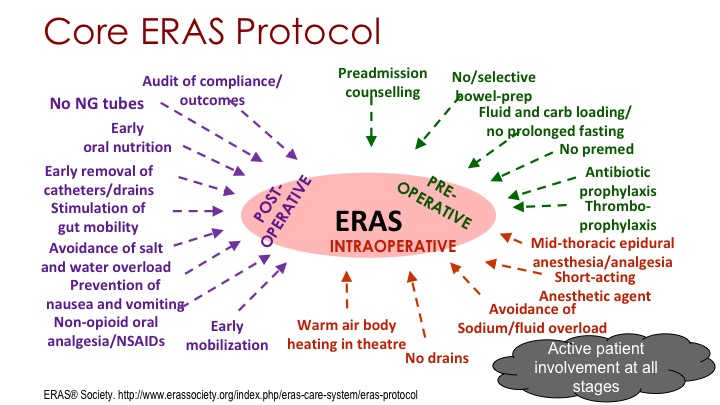 Core ERAS Protocol
Audit of compliance/
outcomes
No NG tubes
Early
oral nutrition
Early removal of
catheters/drains
Stimulation of
gut mobility
Avoidance of salt
and water overload
Prevention of
nausea and vomiting
Non-opioid oral
analgesia/NSAIDs
Early
mobilization
POST-
OPERATIVE
Preadmission
counselling
No/selective
bowel-prep
Fluid and carb loading/
no prolonged fasting
No premed
Antibiotic
prophylaxis
Thrombo-
prophylaxis
PRE-
OPERATIVE
ERAS
INTRAOPERATIVE
Mid-thoracic epidural
anesthesia/analgesia
Short-acting
Anesthetic agent
Avoidance of
Sodium/fluid overload
No drains
Warm air body
heating in theatre
Active patient
involvement at all
stages
ERAS® Society. http://www.erassociety.org/index.php/eras-care-system/eras-protocol